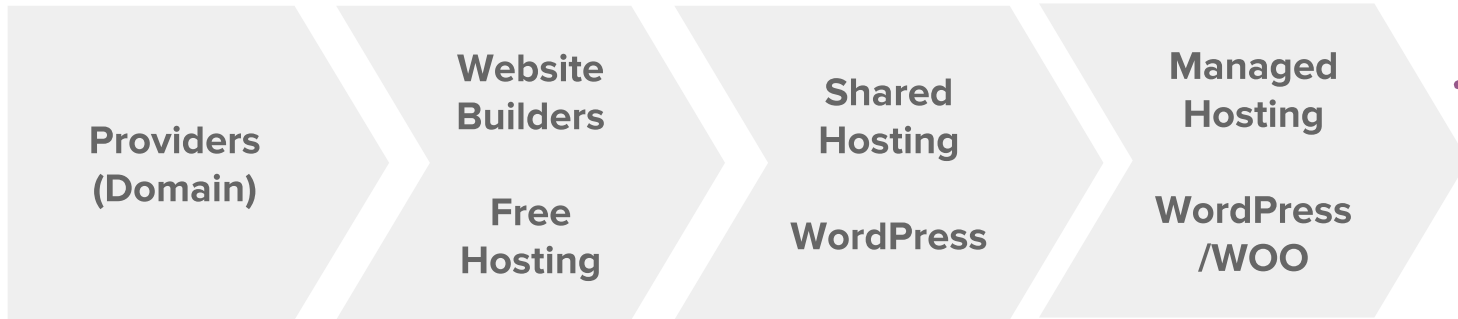 Providers
(Domain)
Website
Builders
Free
Hosting
Shared
Hosting
WordPress
Managed
Hosting
WordPress
/WOO